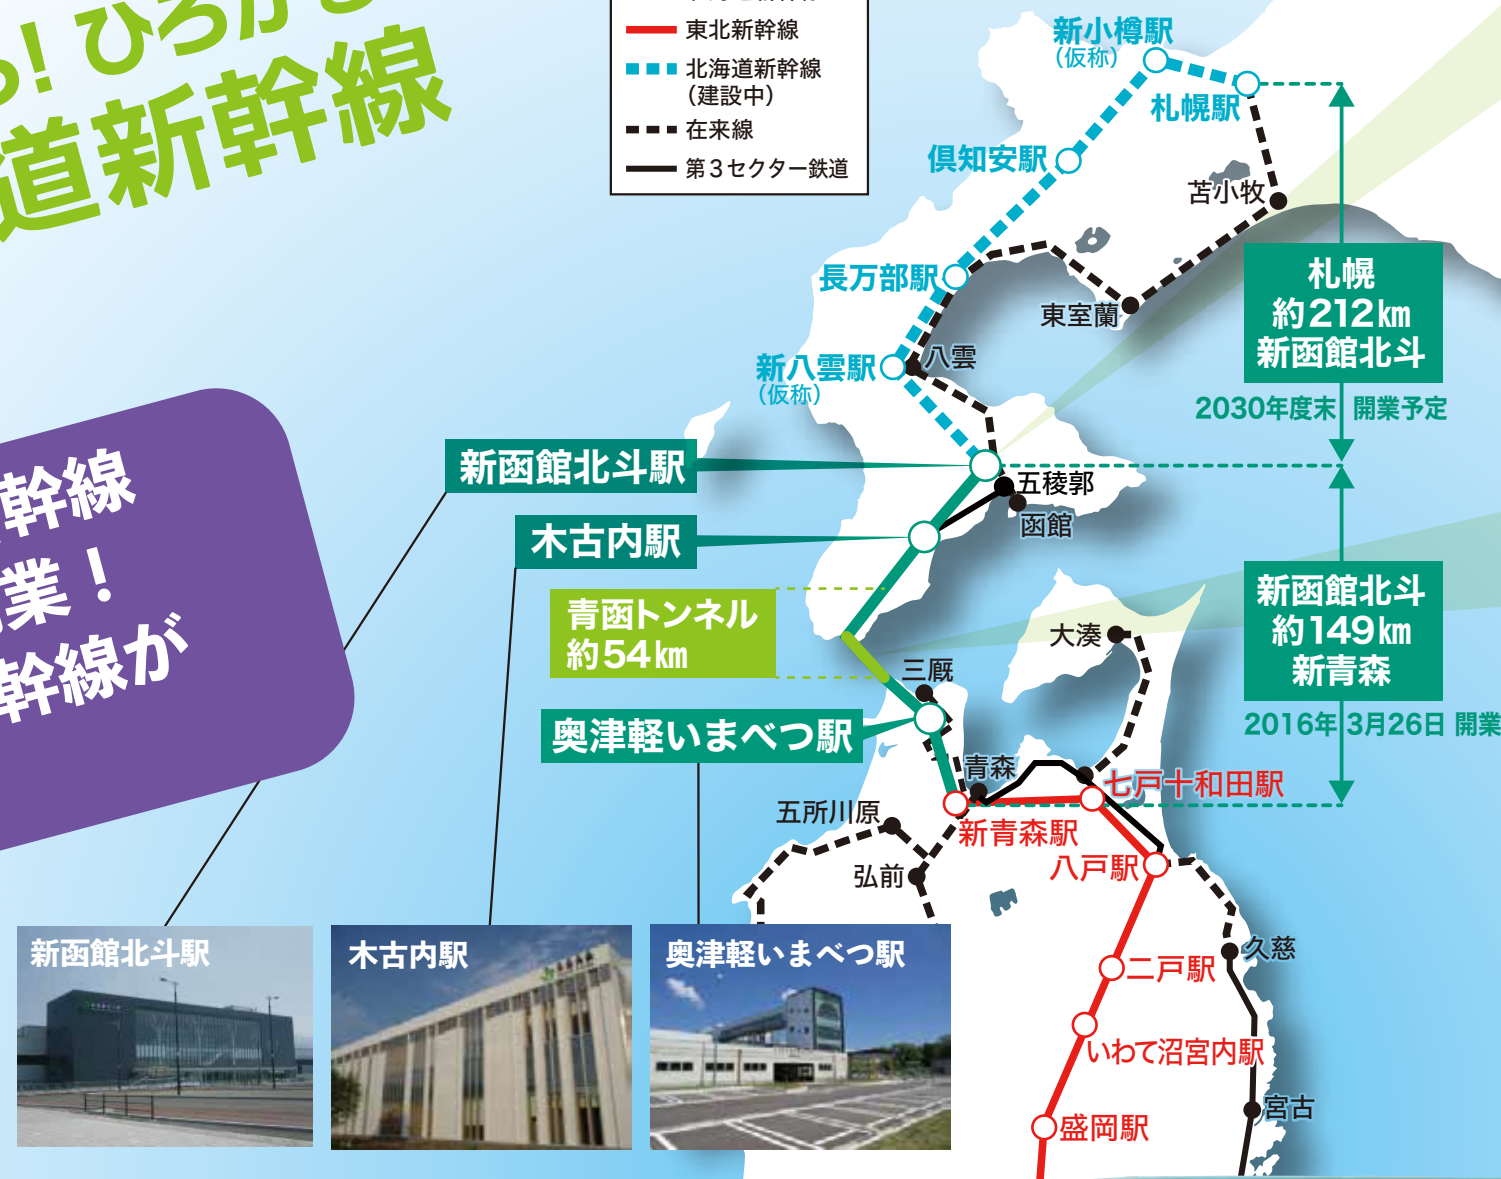 ！ひろがる
道新幹線
東北新幹線
北海道新幹線
（建設中）
在来線
第３セクター鉄道
新小樽駅
（仮称）
札幌駅
倶知安駅
苫小牧
長万部駅
東室蘭
新八雲駅
（仮称）
八雲
札幌
約212㎞
新函館北斗
2030年度末 開業予定
幹線
業！
幹線が
新函館北斗駅
五稜郭
函館
木古内駅
青函トンネル
約54㎞
新函館北斗
約149㎞
新青森
2016年 3月26日 開業
大湊
三厩
奥津軽いまべつ駅
青森
七戸十和田駅
五所川原
新青森駅
弘前
八戸駅
久慈
二戸駅
いわて沼宮内駅
宮古
盛岡駅
新函館北斗駅
木古内駅
奥津軽いまべつ駅